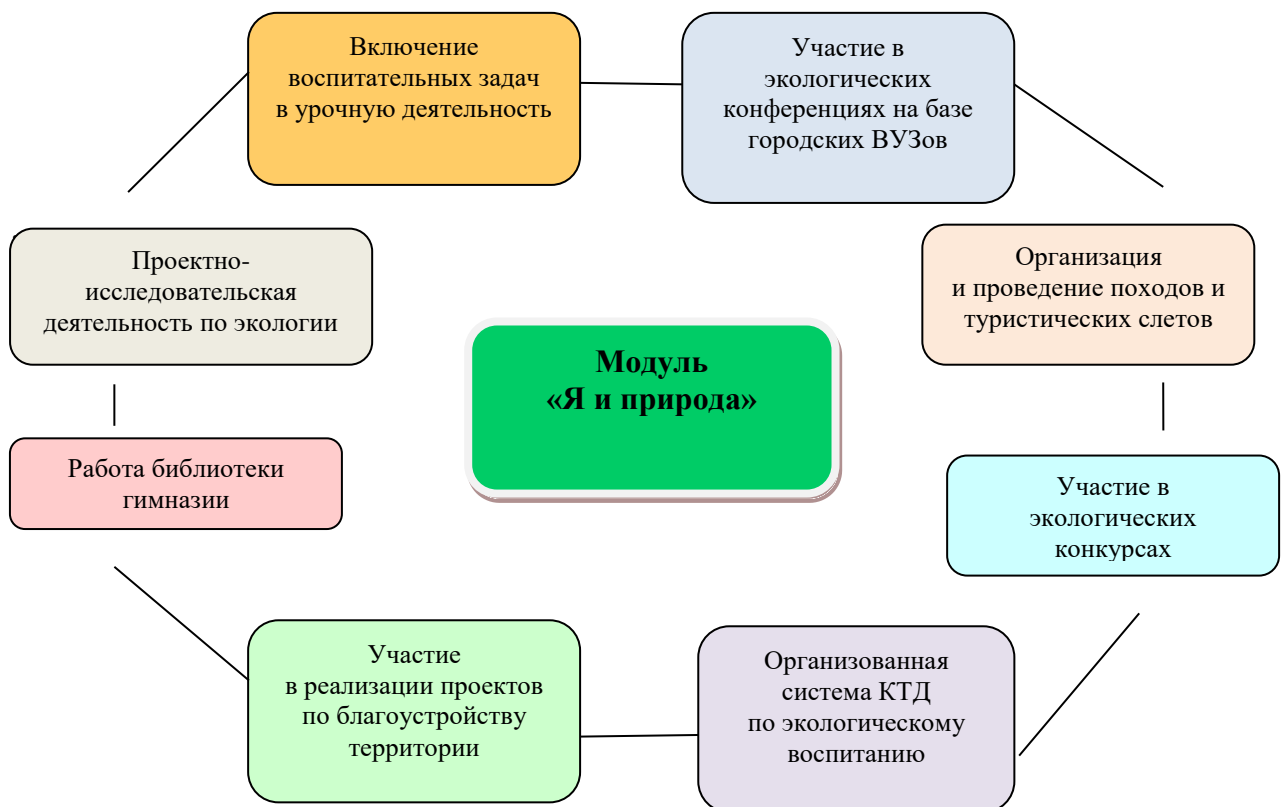 Включение
воспитательных задач
в урочную деятельность
Участие в
экологических
конференциях на базе
городских ВУЗов
Проектно-
исследовательская
деятельность по экологии
Организация
и проведение походов и
туристических слетов
Модуль
«Я и природа»
Работа библиотеки
гимназии
Участие в
экологических
конкурсах
Участие
в реализации проектов
по благоустройству
территории
Организованная
система КТД
по экологическому
воспитанию